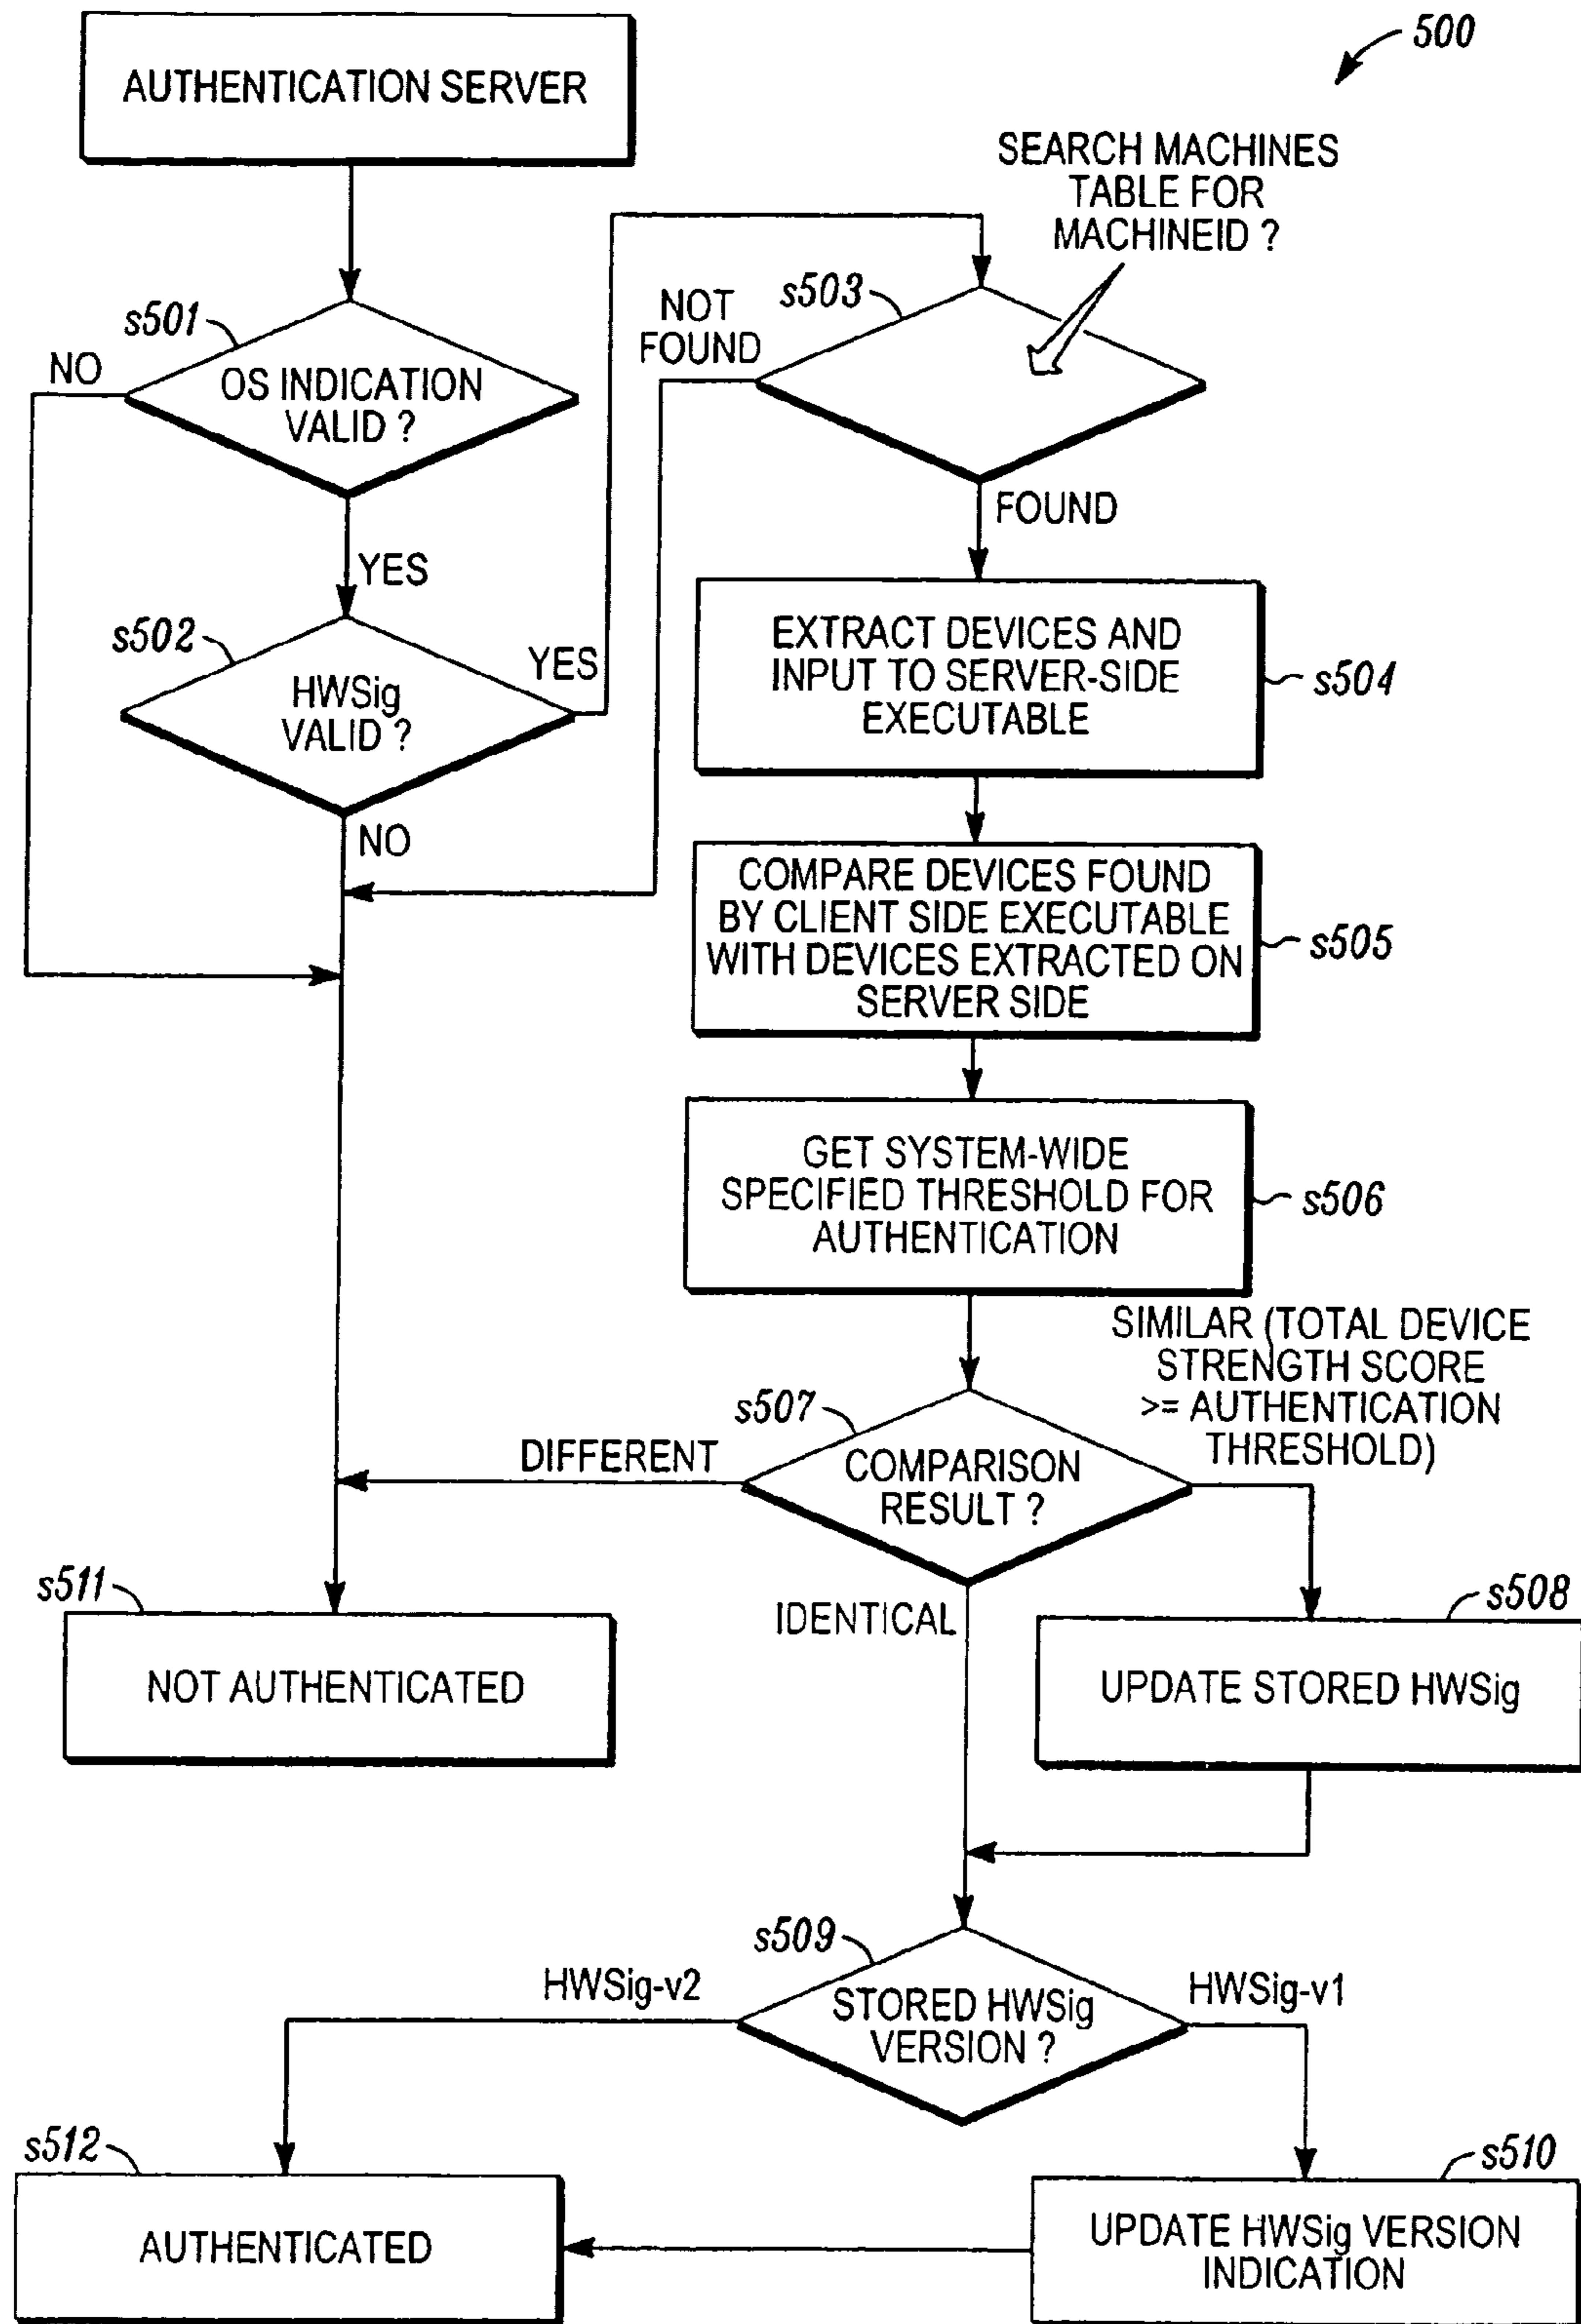 500
AUTHENTICATION SERVER
SEARCH MACHINES
TABLE FOR
MACHINEID ?
s501
NO
OS INDICATION
VALID ?
YES
s503
NOT
FOUND
FOUND
s502
HWSig
VALID ?
YES
NO
EXTRACT DEVICES AND
INPUT TO SERVER-SIDE
EXECUTABLE
s504
COMPARE DEVICES FOUND
BY CLIENT SIDE EXECUTABLE
WITH DEVICES EXTRACTED ON
SERVER SIDE
s505
GET SYSTEM-WIDE
SPECIFIED THRESHOLD FOR
AUTHENTICATION
s506
SIMILAR (TOTAL DEVICE
STRENGTH SCORE
>= AUTHENTICATION
THRESHOLD)
s507
DIFFERENT
COMPARISON
RESULT ?
IDENTICAL
s511
NOT AUTHENTICATED
s508
UPDATE STORED HWSig
s509
HWSig-v2
STORED HWSig
VERSION ?
HWSig-v1
s512
AUTHENTICATED
s510
UPDATE HWSig VERSION
INDICATION